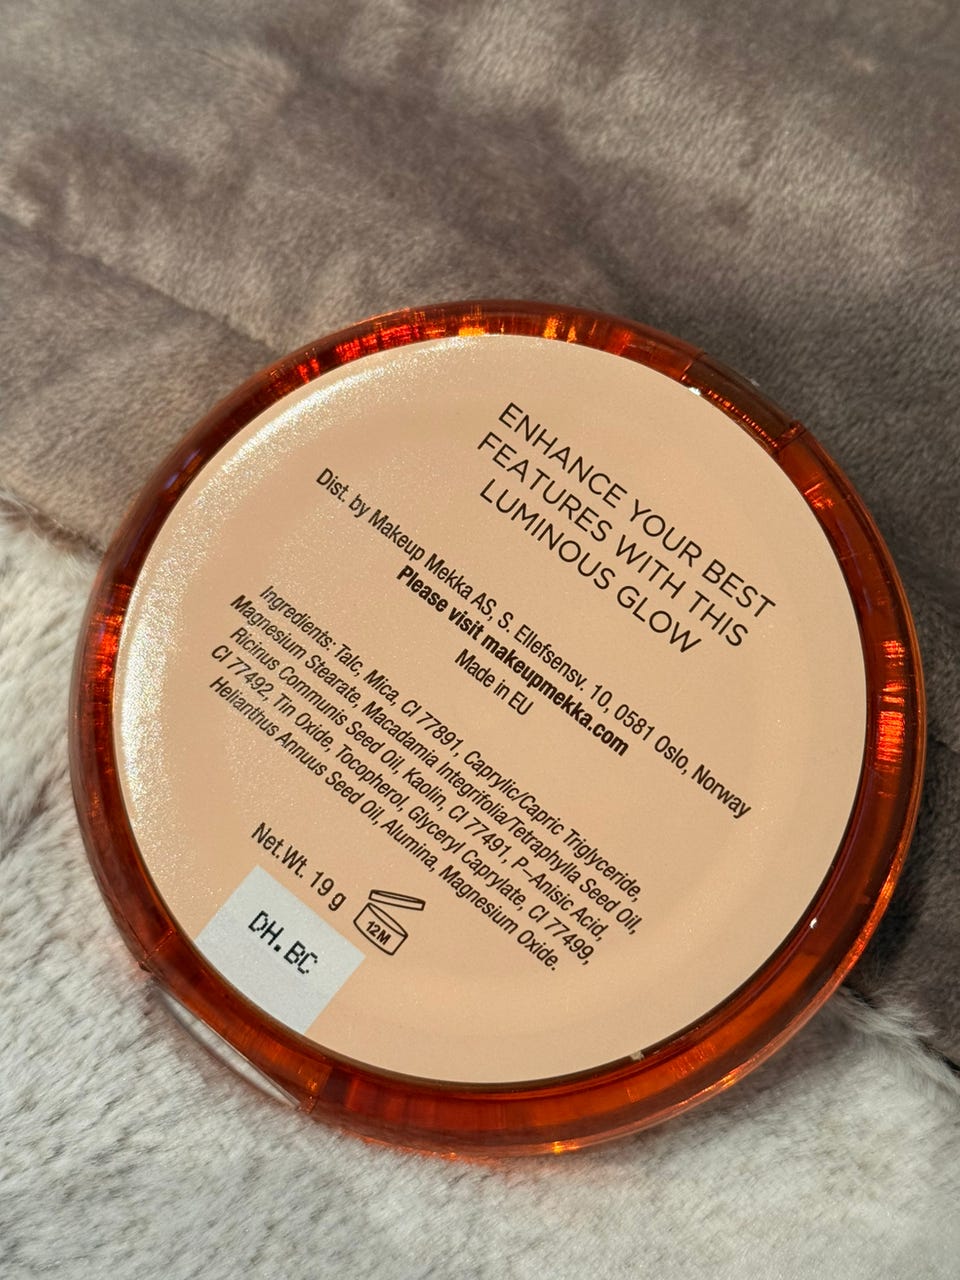 ENHANCE YOUR BEST
FEATURES WITH THIS
LUMINOUS GLOW
Dist. by Makeup Mekka AS, S. Ellefsensv. 10, 0581 Oslo, Norway
Please visit makeupmekka.com
Made in EU
Ingredients: Talc, Mica, CI 77891, Caprylic/Capric Triglyceride,
Magnesium Stearate, Macadamia Integrifolia/Tetraphylla Seed Oil,
Ricinus Communis Seed Oil, Kaolin, CI 77491, P–Anisic Acid,
CI 77492, Tin Oxide, Tocopherol, Glyceryl Caprylate, CI 77499,
Helianthus Annuus Seed Oil, Alumina, Magnesium Oxide.
Net.Wt. 19 g
12M
DH.BC